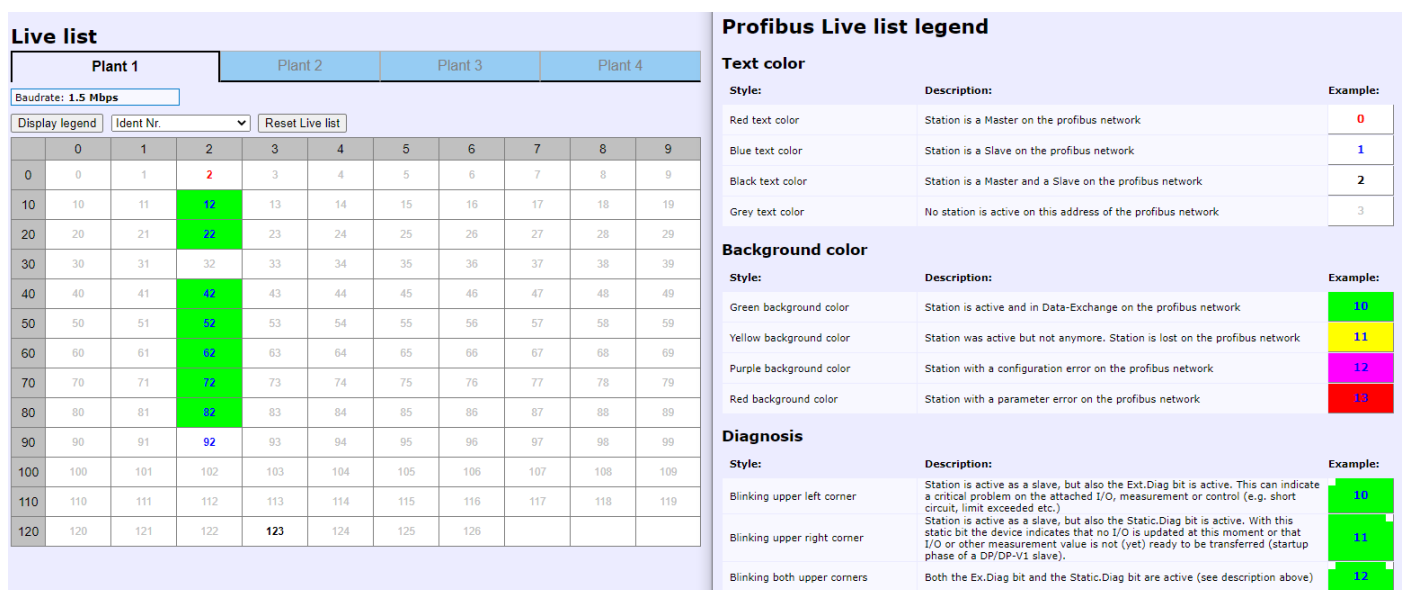 Live list
Plant 1 Plant 2 Plant 3 Plant 4
Baudrate: 1.5 Mbps
Display legend Ident Nr. Reset Live list
0 1 2 3 4 5 6 7 8 9
0 0 1 2 3 4 5 6 7 8 9
10 10 11 12 13 14 15 16 17 18 19
20 20 21 22 23 24 25 26 27 28 29
30 30 31 32 33 34 35 36 37 38 39
40 40 41 42 43 44 45 46 47 48 49
50 50 51 52 53 54 55 56 57 58 59
60 60 61 62 63 64 65 66 67 68 69
70 70 71 72 73 74 75 76 77 78 79
80 80 81 82 83 84 85 86 87 88 89
90 90 91 92 93 94 95 96 97 98 99
100 100 101 102 103 104 105 106 107 108 109
110 110 111 112 113 114 115 116 117 118 119
120 120 121 122 123 124 125 126
Profibus Live list legend
Text color
Style: Description: Example:
Red text color Station is a Master on the profibus network 0
Blue text color Station is a Slave on the profibus network 1
Black text color Station is a Master and a Slave on the profibus network 2
Grey text color No station is active on this address of the profibus network 3
Background color
Style: Description: Example:
Green background color Station is active and in Data-Exchange on the profibus network 10
Yellow background color Station was active but not anymore. Station is lost on the profibus network 11
Purple background color Station with a configuration error on the profibus network 12
Red background color Station with a parameter error on the profibus network 13
Diagnosis
Style: Description: Example:
Station is active as a slave, but also the Ext.Diag bit is active. This can indicate
Blinking upper left corner a critical problem on the attached I/O, measurement or control (e.g. short 10
circuit, limit exceeded etc.)
Station is active as a slave, but also the Static.Diag bit is active. With this
static bit the device indicates that no I/O is updated at this moment or that
Blinking upper right corner I/O or other measurement value is not (yet) ready to be transferred (startup 11
phase of a DP/DP-V1 slave).
Blinking both upper corners Both the Ex.Diag bit and the Static.Diag bit are active (see description above) 12